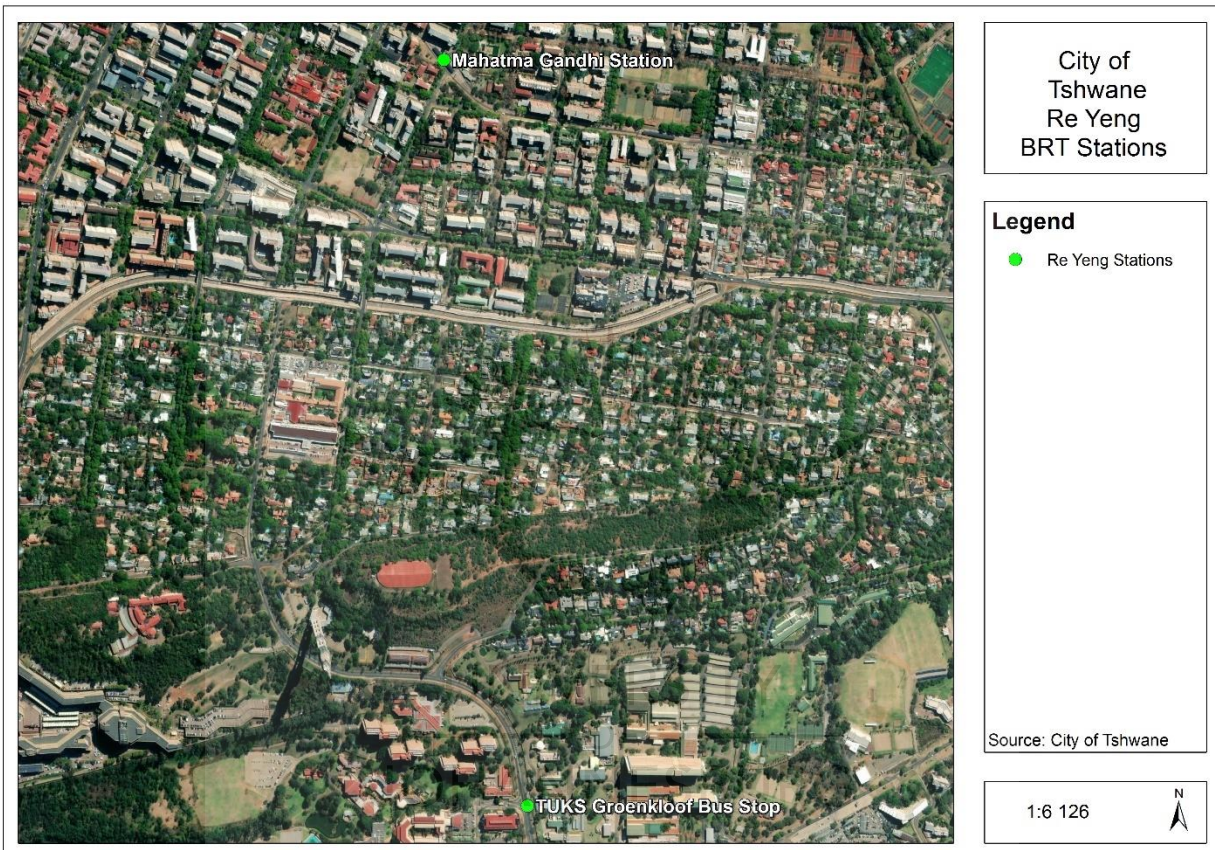 Mahatma Gandhi Station
TUKS Groenkloof Bus Stop
City of
Tshwane
Re Yeng
BRT Stations
Legend
Re Yeng Stations
Source: City of Tshwane
1:6 126
N